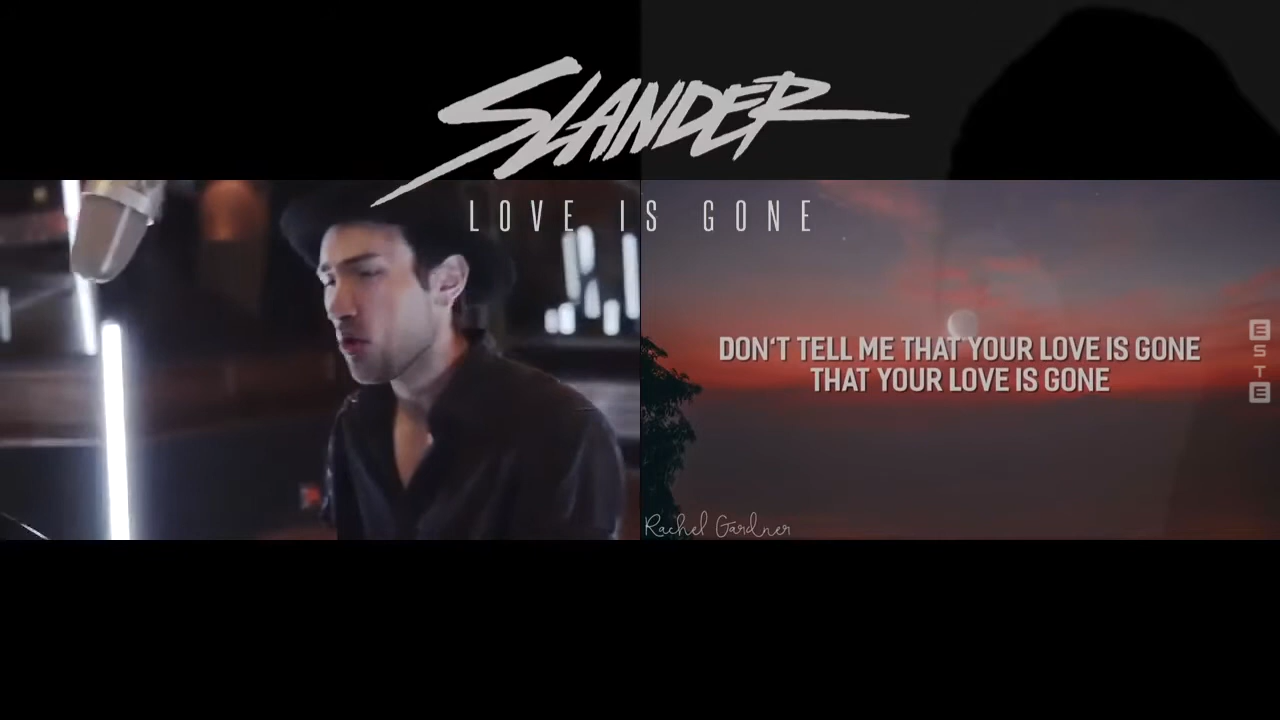 SLANDER
LOVE IS GONE
DON'T TELL ME THAT YOUR LOVE IS GONE
THAT YOUR LOVE IS GONE
ESTE
Rachel Gardner